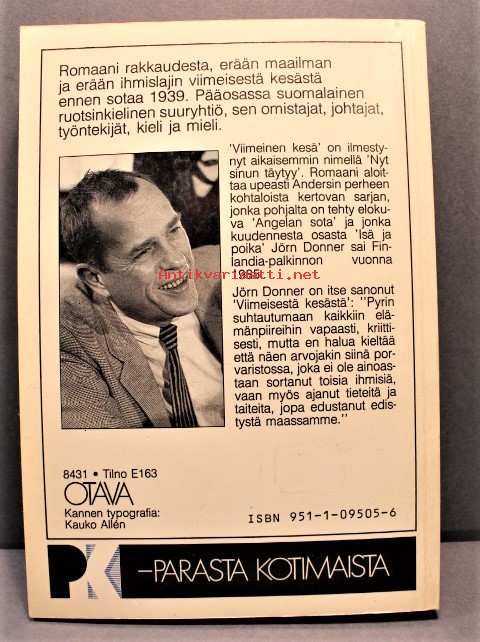 Romaani rakkaudesta, erään maailman
ja erään ihmislajin viimeisestä kesästä
ennen sotaa 1939. Pääosassa suomalainen
ruotsinkielinen suuryhtiö, sen omistajat, johtajat,
työntekijät, kieli ja mieli.
'Viimeinen kesä' on ilmesty-
nyt aikaisemmin nimellä 'Nyt
sinun täytyy'. Romaani aloit-
taa upeasti Andersin perheen
kohtaloista kertovan sarjan,
jonka pohjalta on tehty eloku-
va 'Angelan sota' ja jonka
kuudennesta osasta 'Isä ja
poika' Jörn Donner sai Fin-
landia-palkinnon vuonna
1985.
Antikvariaatti.net
Jörn Donner on itse sanonut
'Viimeisestä kesästä': ''Pyrin
suhtautumaan kaikkiin elä-
mänpiireihin vapaasti, kriitti-
sesti, mutta en halua kieltää
että näen arvojakin siinä por-
varistossa, joka ei ole ainoas-
taan sortanut toisia ihmisiä,
vaan myös ajanut tieteitä ja
taiteita, jopa edustanut edis-
tystä maassamme.''
8431 • Tilno E163
OTAVA
Kannen typografia:
Kauko Allén
ISBN 951-1-09505-6
PK –PARASTA KOTIMAISTA